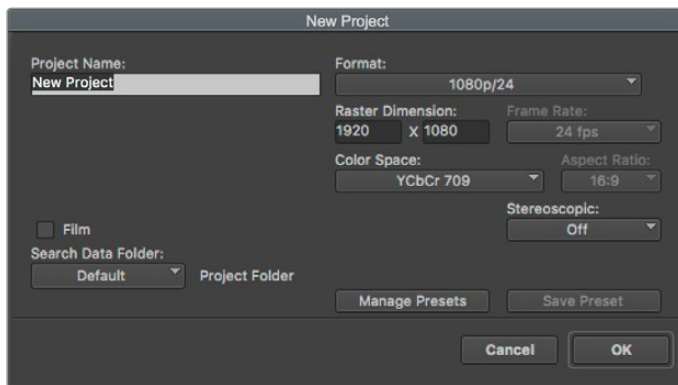 New Project
Project Name:
New Project
Format:
1080p/24
Raster Dimension:
Frame Rate:
1920 x 1080
24 fps
Color Space:
Aspect Ratio:
YCbCr 709
16:9
Stereoscopic:
Off
Film
Search Data Folder:
Default
Project Folder
Manage Presets
Save Preset
Cancel
OK